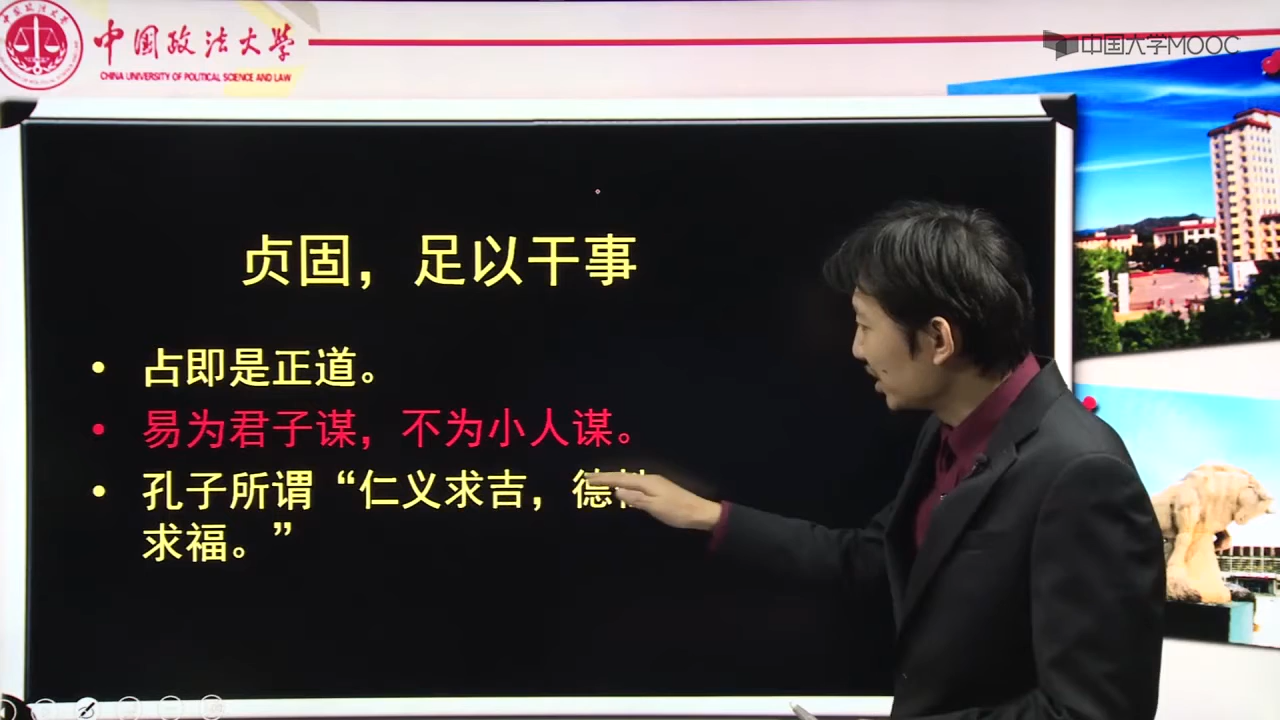 中国政法大学
CHINA UNIVERSITY OF POLITICAL SCIENCE AND LAW
中国大学MOOC
贞固，足以干事
• 占即是正道。
• 易为君子谋，不为小人谋。
• 孔子所谓“仁义求吉，德
求福。”